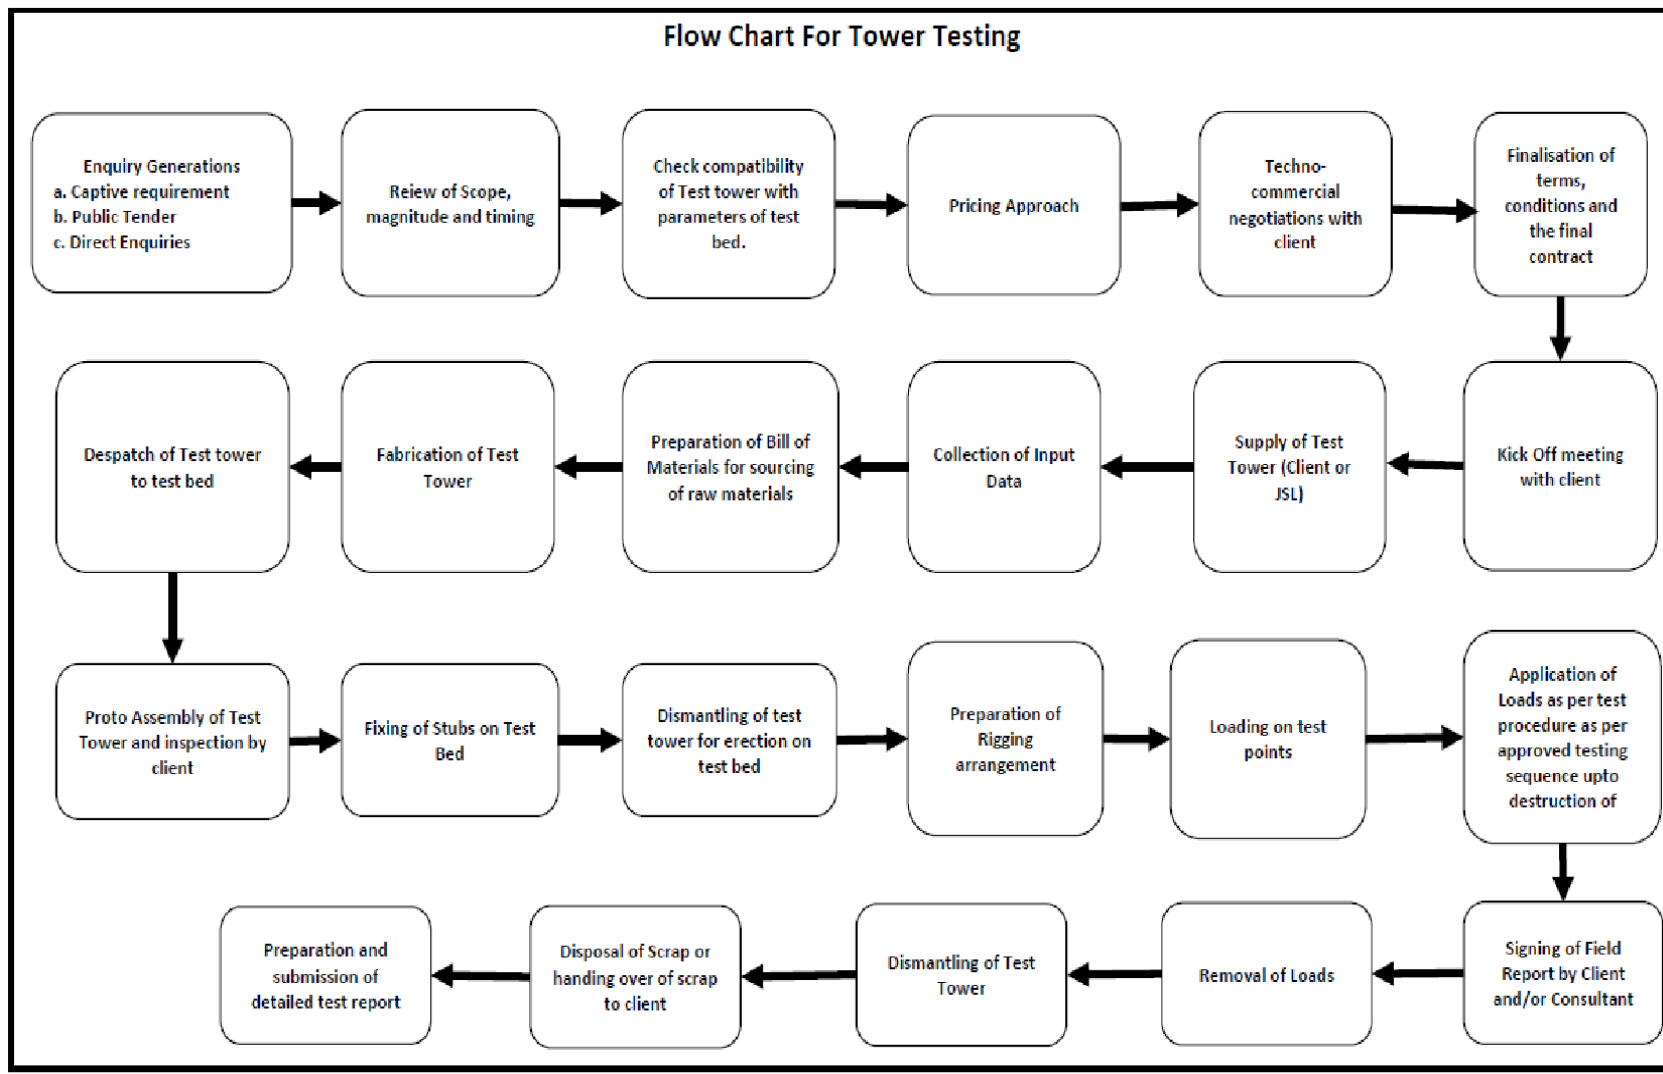 Flow Chart For Tower Testing
Enquiry Generations
a. Captive requirement
b. Public Tender
c. Direct Enquiries
Reiew of Scope,
magnitude and timing
Check compatibility
of Test tower with
parameters of test
bed.
Pricing Approach
Techno-
commercial
negotiations with
client
Finalisation of
terms,
conditions and
the final
contract
Kick Off meeting
with client
Supply of Test
Tower (Client or
JSL)
Collection of Input
Data
Preparation of Bill of
Materials for sourcing
of raw materials
Fabrication of Test
Tower
Despatch of Test tower
to test bed
Proto Assembly of Test
Tower and inspection by
client
Fixing of Stubs on Test
Bed
Dismantling of test
tower for erection on
test bed
Preparation of
Rigging
arrangement
Loading on test
points
Application of
Loads as per test
procedure as per
approved testing
sequence upto
destruction of
Signing of Field
Report by Client
and/or Consultant
Removal of Loads
Dismantling of Test
Tower
Disposal of Scrap or
handing over of scrap
to client
Preparation and
submission of
detailed test report